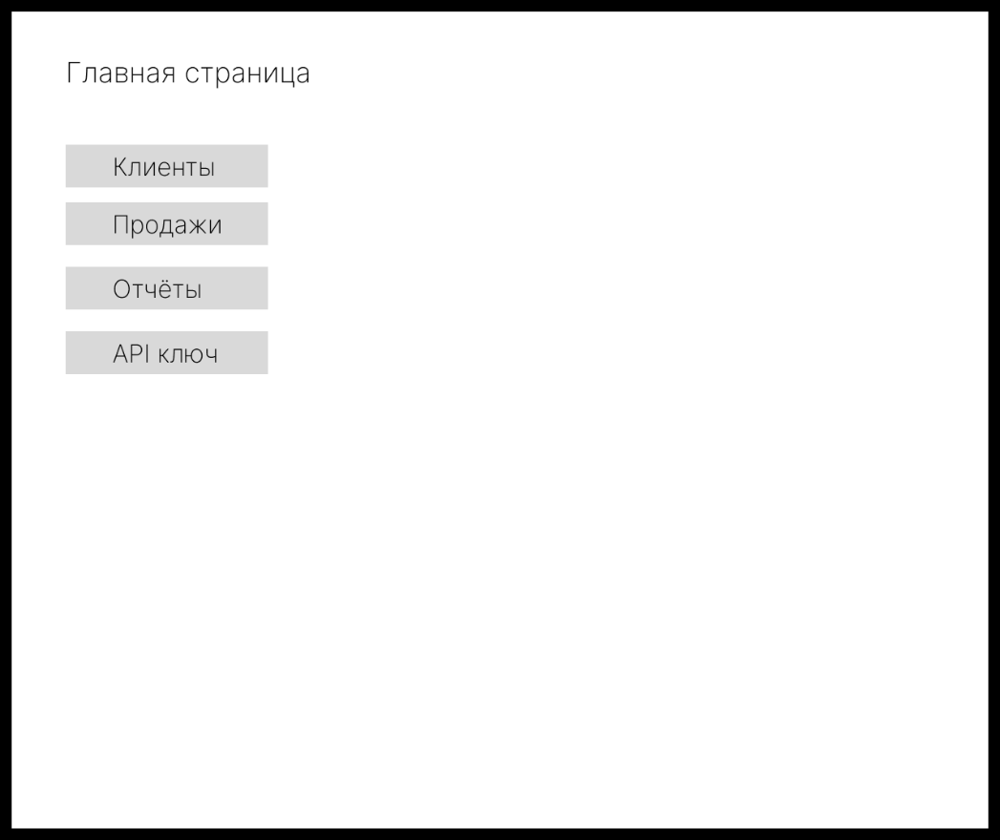 Главная страница
Клиенты
Продажи
Отчёты
API ключ